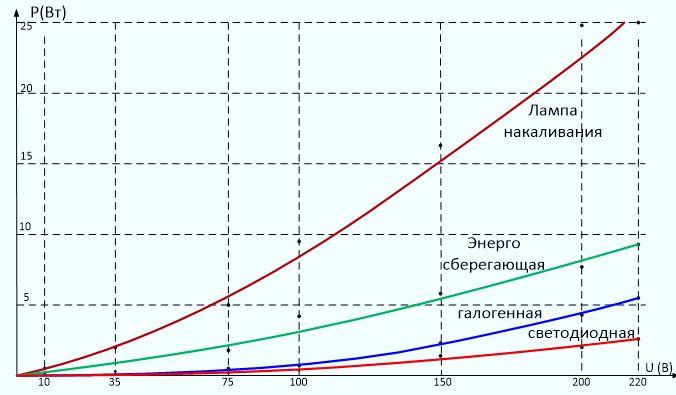 P(Вт)
25
20
15
10
5
Лампа
накаливания
Энерго
сберегающая
галогенная
светодиодная
U (В)
10
35
75
100
150
200
220